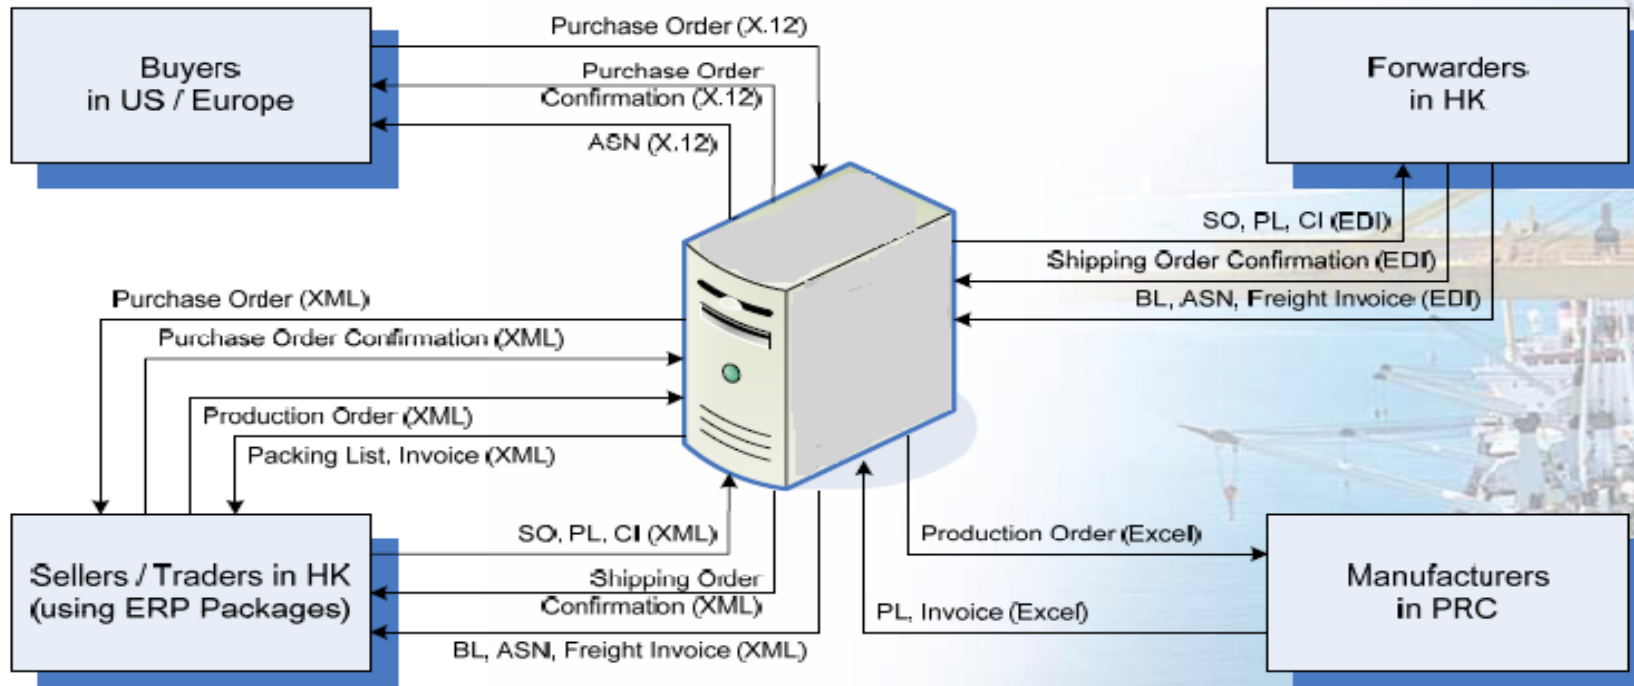 Buyers
in US / Europe
Purchase Order (X.12)
Purchase Order
Confirmation (X.12)
ASN (X.12)
Forwarders
in HK
SO, PL, CI (EDI)
Shipping Order Confirmation (EDI)
BL, ASN, Freight Invoice (EDI)
Purchase Order (XML)
Purchase Order Confirmation (XML)
Production Order (XML)
Packing List, Invoice (XML)
Sellers / Traders in HK
(using ERP Packages)
SO, PL, CI (XML)
Shipping Order
Confirmation (XML)
BL, ASN, Freight Invoice (XML)
Production Order (Excel)
PL, Invoice (Excel)
Manufacturers
in PRC